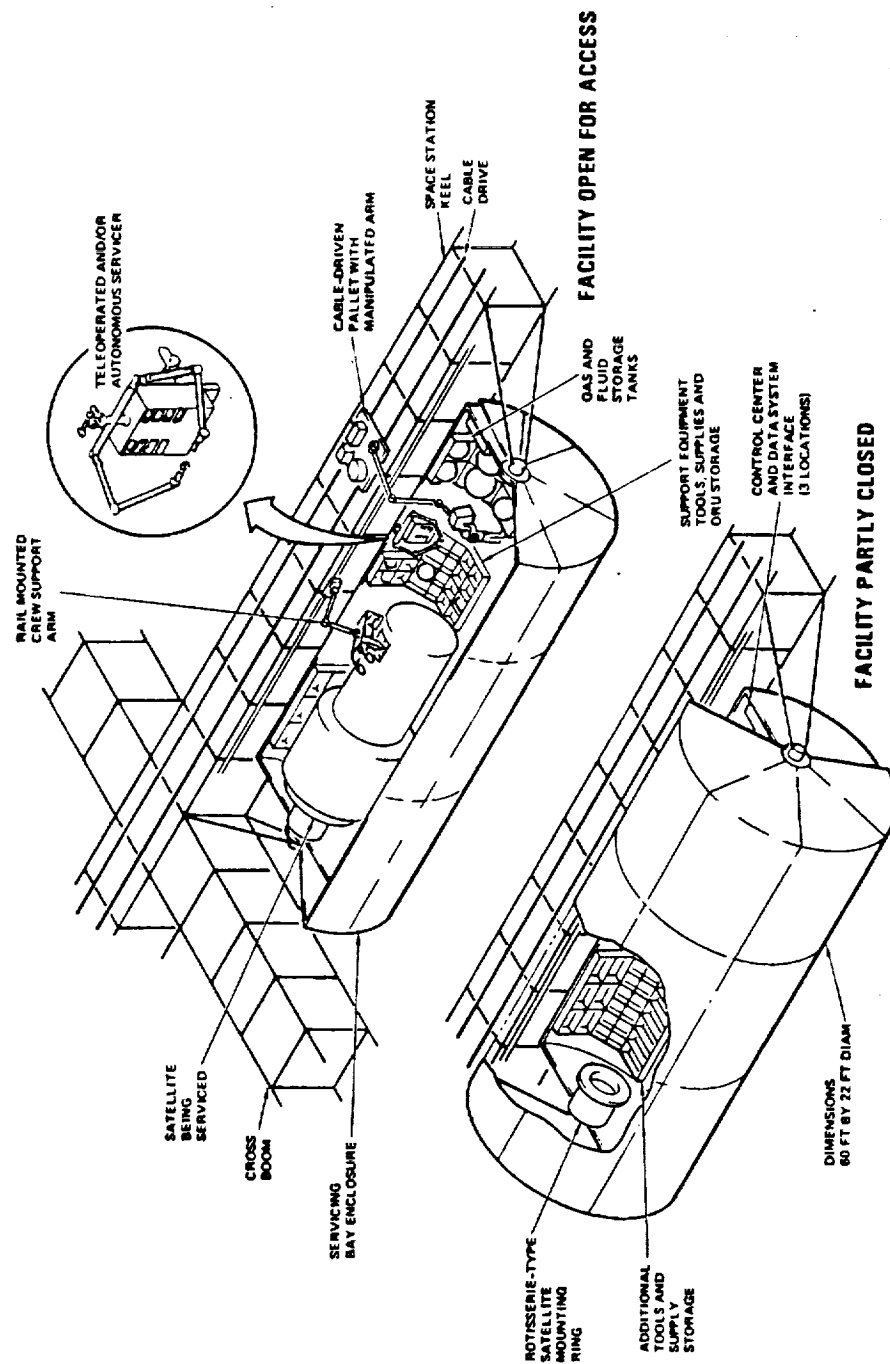 TELEOPERATED AND/OR
AUTONOMOUS SERVICER
RAIL MOUNTED
CREW SUPPORT
ARM
CABLE-DRIVEN
PALLET WITH
MANIPULATED ARM
SPACE STATION
KEEL
CABLE
DRIVE
FACILITY OPEN FOR ACCESS
SATELLITE
BEING
SERVICED
CROSS
BOOM
SERVICING
BAY ENCLOSURE
GAS AND
FLUID
STORAGE
TANKS
SUPPORT EQUIPMENT
TOOLS, SUPPLIES AND
ORU STORAGE
CONTROL CENTER
AND DATA SYSTEM
INTERFACE
(3 LOCATIONS)
ROTISSERIE-TYPE
SATELLITE
MOUNTING
RING
ADDITIONAL
TOOLS AND
SUPPLY
STORAGE
DIMENSIONS
60 FT BY 22 FT DIAM
FACILITY PARTLY CLOSED